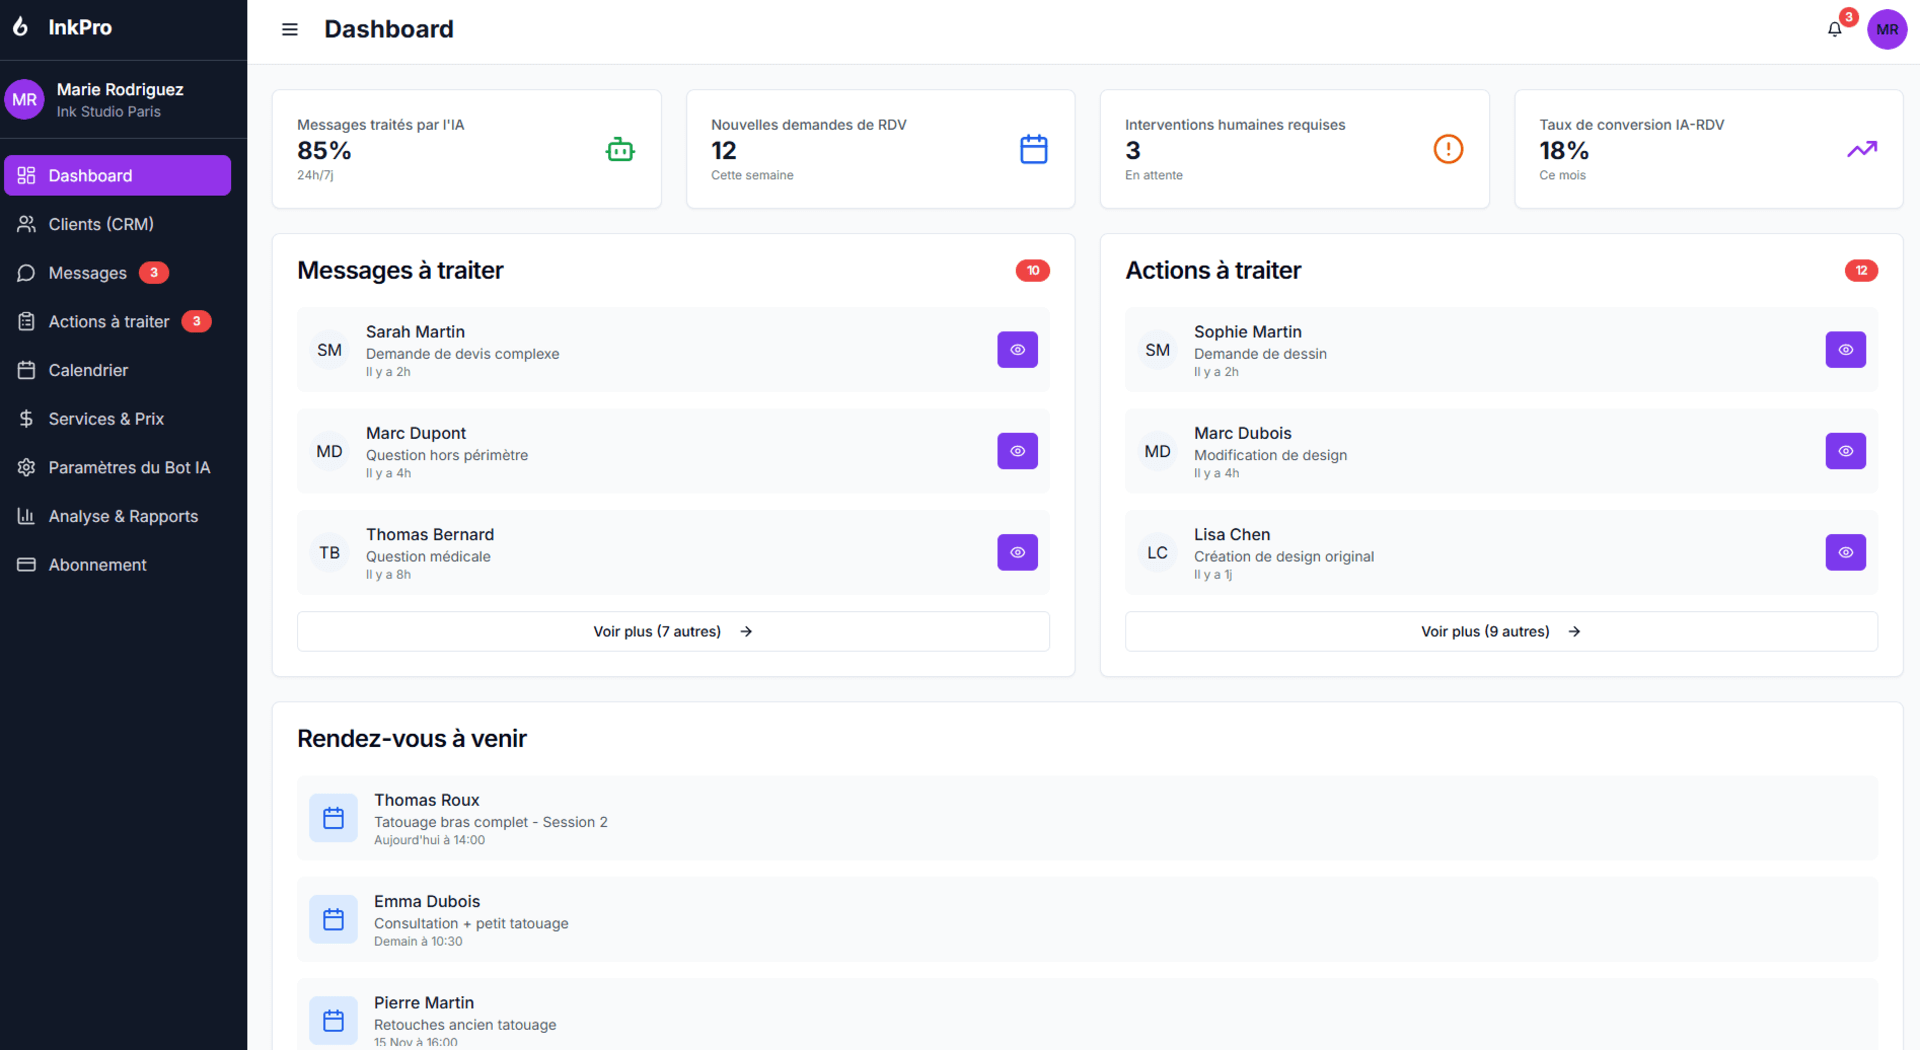 InkPro
MR
Marie Rodriguez
Ink Studio Paris
Dashboard
Clients (CRM)
Messages 3
Actions à traiter 3
Calendrier
Services & Prix
Paramètres du Bot IA
Analyse & Rapports
Abonnement
Dashboard
3
MR
Messages traités par l'IA
85%
24h/7j
Nouvelles demandes de RDV
12
Cette semaine
Interventions humaines requises
3
En attente
Taux de conversion IA-RDV
18%
Ce mois
Messages à traiter
10
SM
Sarah Martin
Demande de devis complexe
Il y a 2h
MD
Marc Dupont
Question hors périmètre
Il y a 4h
TB
Thomas Bernard
Question médicale
Il y a 8h
Voir plus (7 autres)
Actions à traiter
12
SM
Sophie Martin
Demande de dessin
Il y a 2h
MD
Marc Dubois
Modification de design
Il y a 4h
LC
Lisa Chen
Création de design original
Il y a 1j
Voir plus (9 autres)
Rendez-vous à venir
Thomas Roux
Tatouage bras complet - Session 2
Aujourd'hui à 14:00
Emma Dubois
Consultation + petit tatouage
Demain à 10:30
Pierre Martin
Retouches ancien tatouage
15 Nov à 16:00